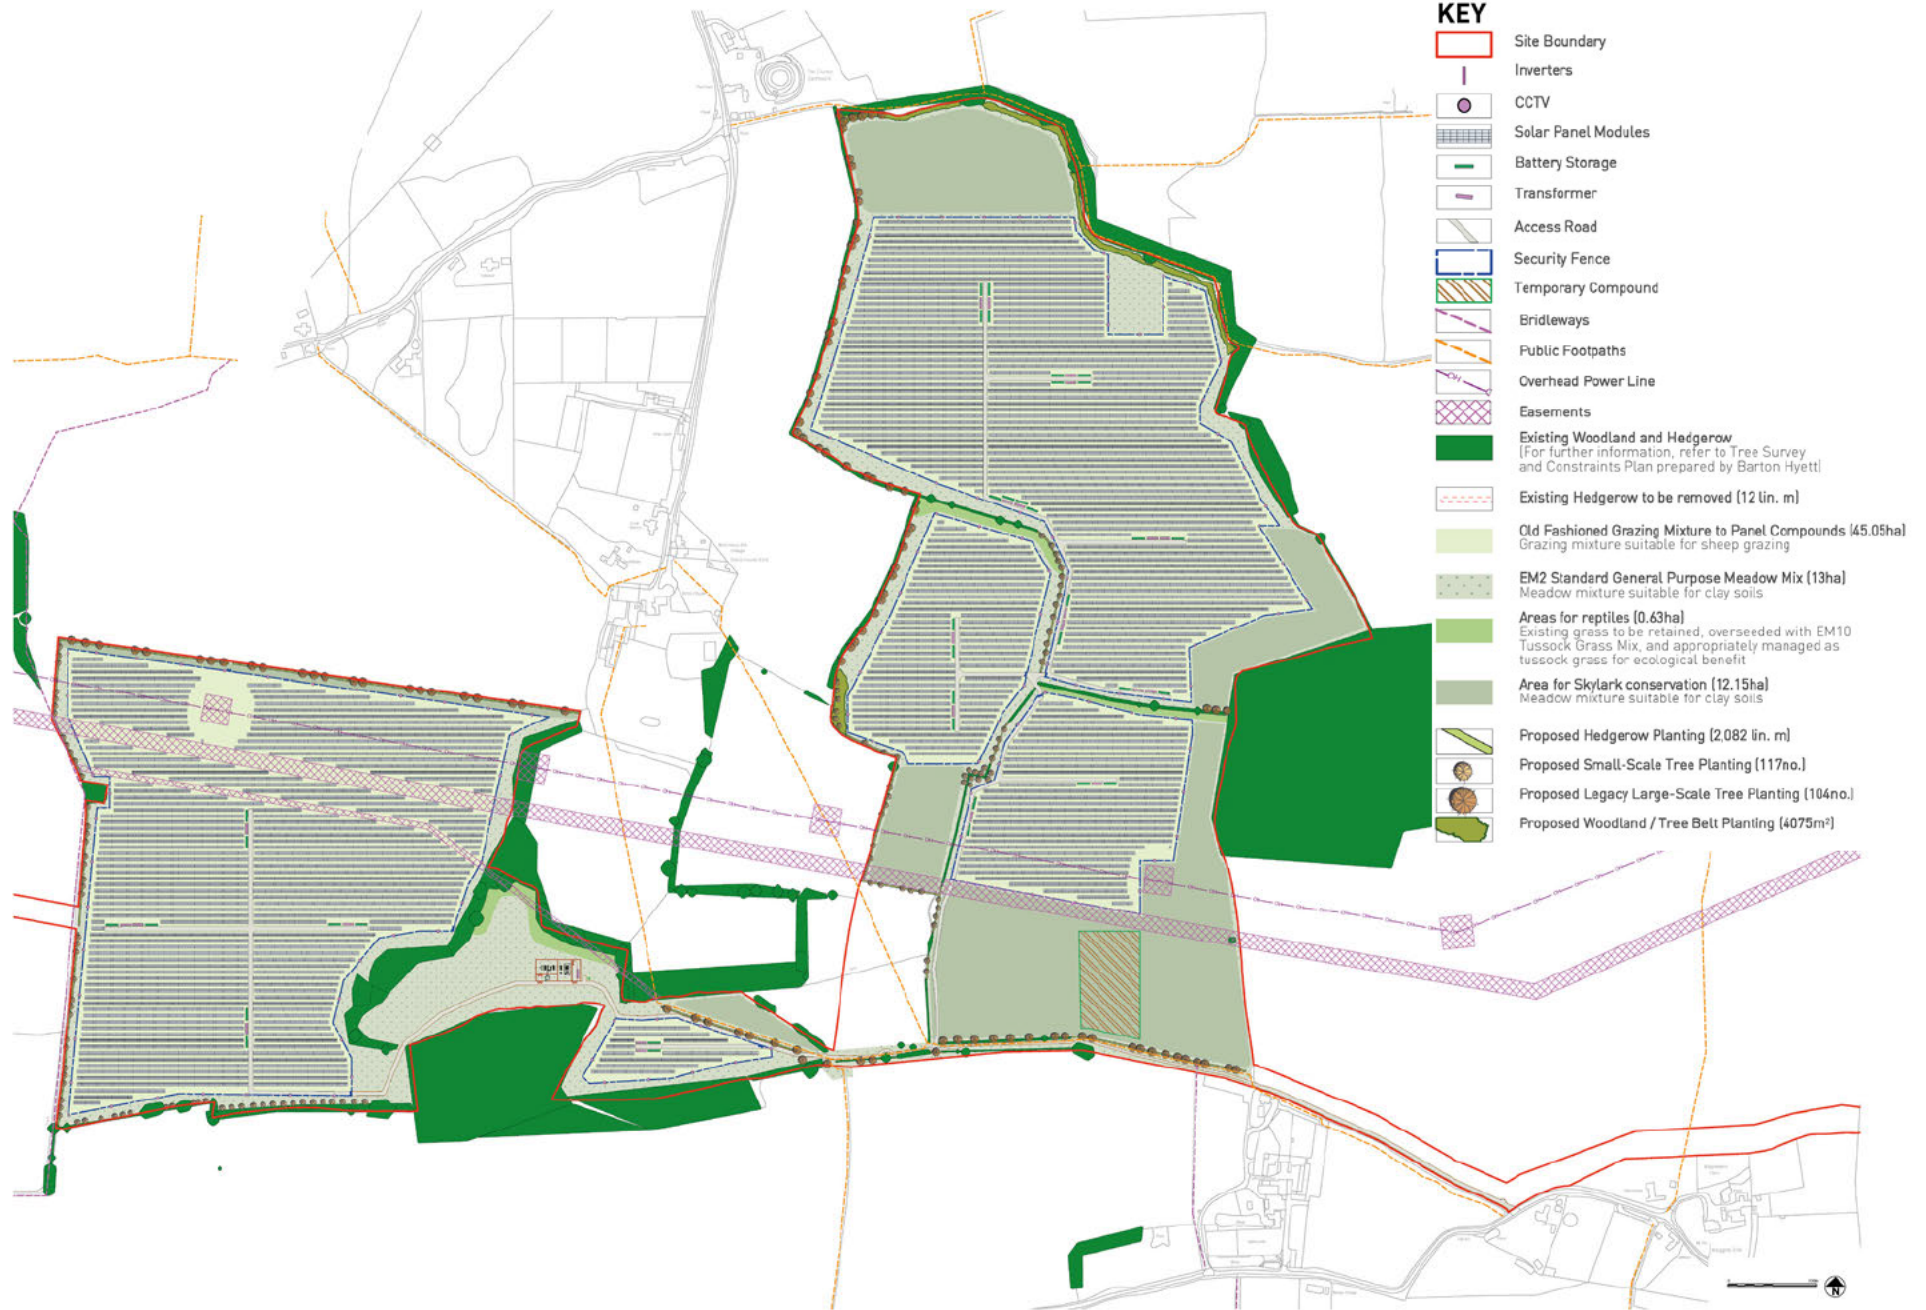 KEY
Site Boundary
Inverters
CCTV
Solar Panel Modules
Battery Storage
Transformer
Access Road
Security Fence
Temporary Compound
Bridleways
Public Footpaths
OH
Overhead Power Line
Easements
Existing Woodland and Hedgerow
(For further information, refer to Tree Survey
and Constraints Plan prepared by Barton Hyett)
Existing Hedgerow to be removed (12 lin. m)
Old Fashioned Grazing Mixture to Panel Compounds (45.05ha)
Grazing mixture suitable for sheep grazing
EM2 Standard General Purpose Meadow Mix (13ha)
Meadow mixture suitable for clay soils
Areas for reptiles (0.63ha)
Existing grass to be retained, overseeded with EM10
Tussock Grass Mix, and appropriately managed as
tussock grass for ecological benefit
Area for Skylark conservation (12.15ha)
Meadow mixture suitable for clay soils
Proposed Hedgerow Planting (2,082 lin. m)
Proposed Small-Scale Tree Planting (117no.)
Proposed Legacy Large-Scale Tree Planting (104no.)
Proposed Woodland / Tree Belt Planting (4075m²)
N